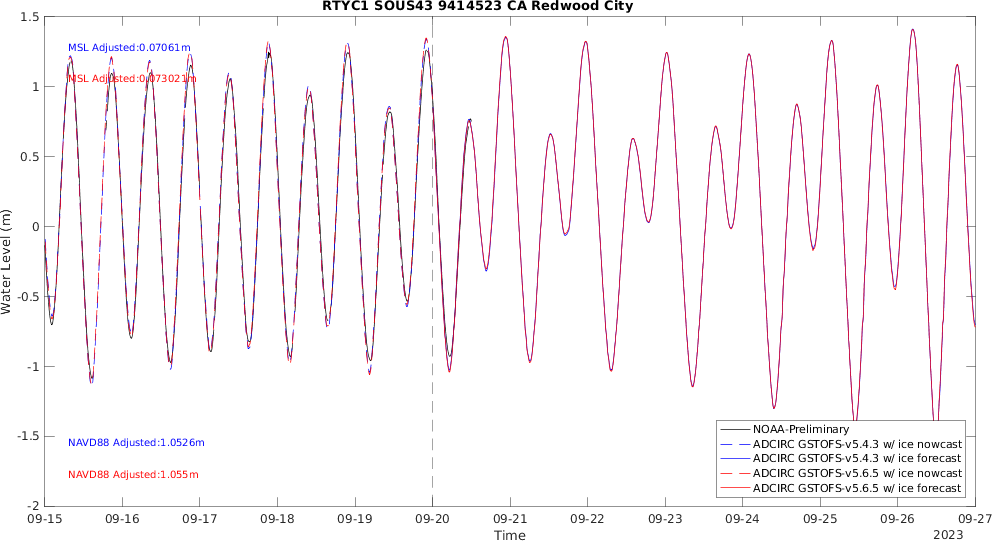 RTYC1 SOUS43 9414523 CA Redwood City
1.5
MSL Adjusted:0.07061m
MSL Adjusted:0.073021m
1
0.5
0
-0.5
-1
-1.5
-2
Water Level (m)
NAVD88 Adjusted:1.0526m
NAVD88 Adjusted:1.055m
NOAA-Preliminary
ADCIRC GSTOFS-v5.4.3 w/ ice nowcast
ADCIRC GSTOFS-v5.4.3 w/ ice forecast
ADCIRC GSTOFS-v5.6.5 w/ ice nowcast
ADCIRC GSTOFS-v5.6.5 w/ ice forecast
09-15 09-16 09-17 09-18 09-19 09-20 09-21 09-22 09-23 09-24 09-25 09-26 09-27
Time
2023